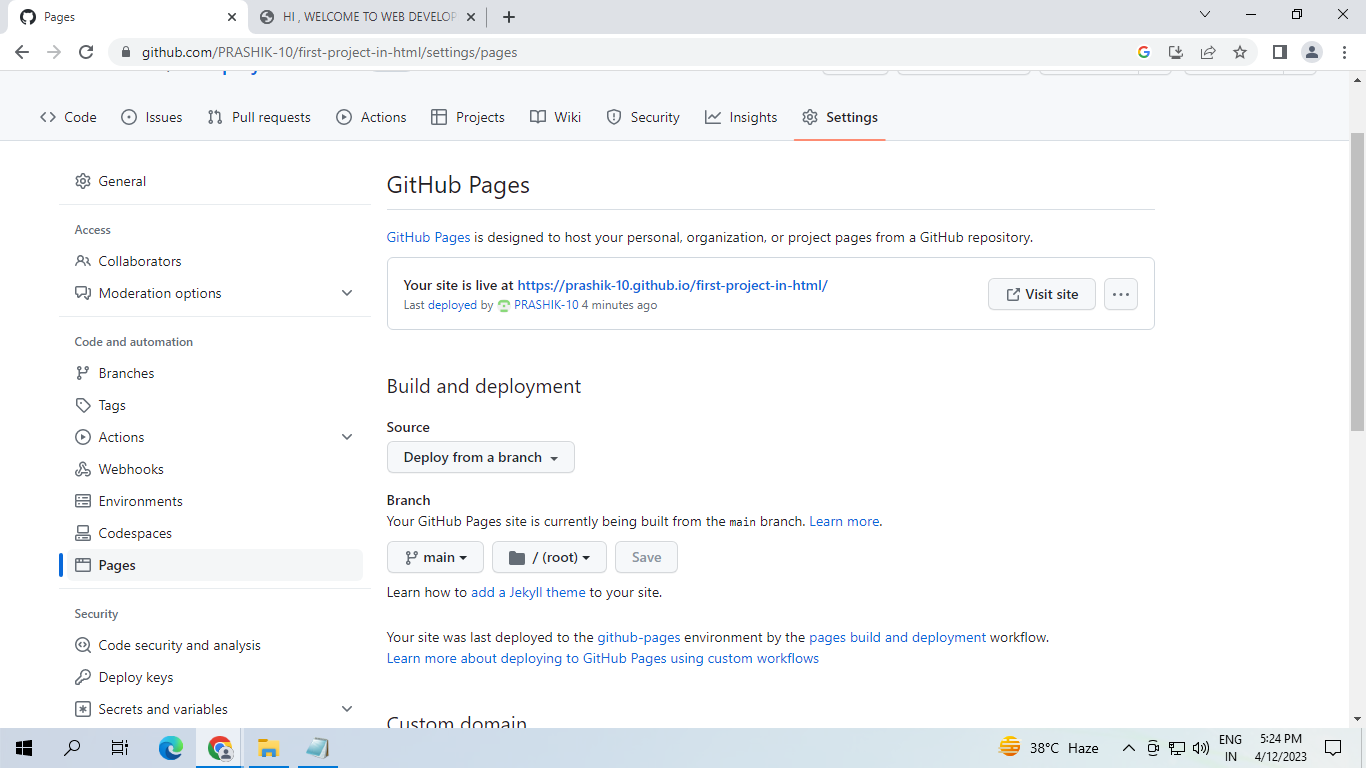 Pages
HI , WELCOME TO WEB DEVELOP
github.com/PRASHIK-10/first-project-in-html/settings/pages
Code
Issues
Pull requests
Actions
Projects
Wiki
Security
Insights
Settings
General
Access
Collaborators
Moderation options
Code and automation
Branches
Tags
Actions
Webhooks
Environments
Codespaces
Pages
Security
Code security and analysis
Deploy keys
Secrets and variables
GitHub Pages
GitHub Pages is designed to host your personal, organization, or project pages from a GitHub repository.
Your site is live at https://prashik-10.github.io/first-project-in-html/
Last deployed by PRASHIK-10 4 minutes ago
Visit site
Build and deployment
Source
Deploy from a branch
Branch
Your GitHub Pages site is currently being built from the main branch. Learn more.
main
/ (root)
Save
Learn how to add a Jekyll theme to your site.
Your site was last deployed to the github-pages environment by the pages build and deployment workflow.
Learn more about deploying to GitHub Pages using custom workflows
Custom domain
38°C Haze
ENG
IN
5:24 PM
4/12/2023